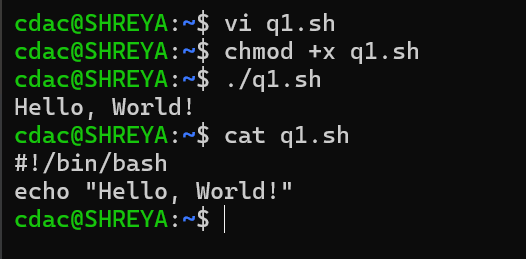 cdac@SHREYA:~$ vi q1.sh
cdac@SHREYA:~$ chmod +x q1.sh
cdac@SHREYA:~$ ./q1.sh
Hello, World!
cdac@SHREYA:~$ cat q1.sh
#!/bin/bash
echo "Hello, World!"
cdac@SHREYA:~$